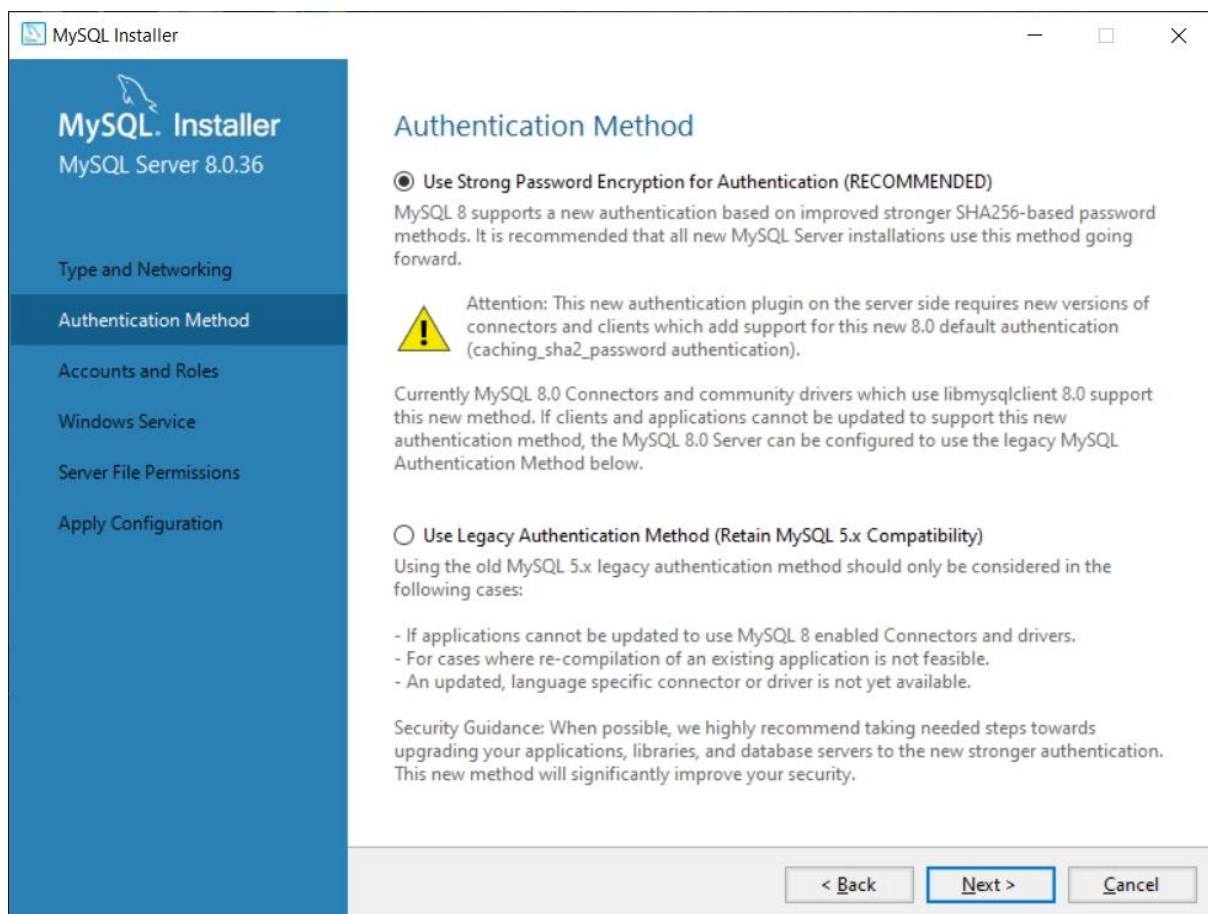 MySQL Installer
MySQL. Installer
MySQL Server 8.0.36
Type and Networking
Authentication Method
Accounts and Roles
Windows Service
Server File Permissions
Apply Configuration
Authentication Method
Use Strong Password Encryption for Authentication (RECOMMENDED)
MySQL 8 supports a new authentication based on improved stronger SHA256-based password
methods. It is recommended that all new MySQL Server installations use this method going
forward.
Attention: This new authentication plugin on the server side requires new versions of
connectors and clients which add support for this new 8.0 default authentication
(caching_sha2_password authentication).
Currently MySQL 8.0 Connectors and community drivers which use libmysqlclient 8.0 support
this new method. If clients and applications cannot be updated to support this new
authentication method, the MySQL 8.0 Server can be configured to use the legacy MySQL
Authentication Method below.
Use Legacy Authentication Method (Retain MySQL 5.x Compatibility)
Using the old MySQL 5.x legacy authentication method should only be considered in the
following cases:
- If applications cannot be updated to use MySQL 8 enabled Connectors and drivers.
- For cases where re-compilation of an existing application is not feasible.
- An updated, language specific connector or driver is not yet available.
Security Guidance: When possible, we highly recommend taking needed steps towards
upgrading your applications, libraries, and database servers to the new stronger authentication.
This new method will significantly improve your security.
< Back
Next >
Cancel